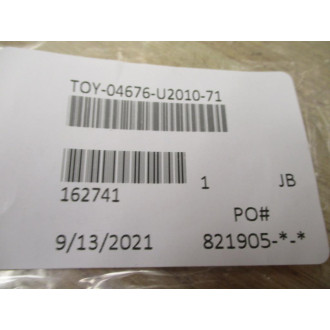 TOY-04676-U2010-71
162741 1 JB
PO#
9/13/2021 821905-*-*